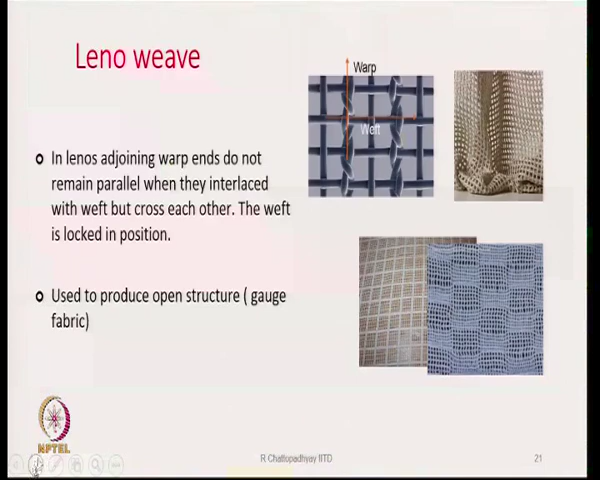 Leno weave
Warp
Weft
In lenos adjoining warp ends do not
remain parallel when they interlaced
with weft but cross each other. The weft
is locked in position.
Used to produce open structure ( gauge
fabric)
NPTEL
R Chattopadhyay IITD
21